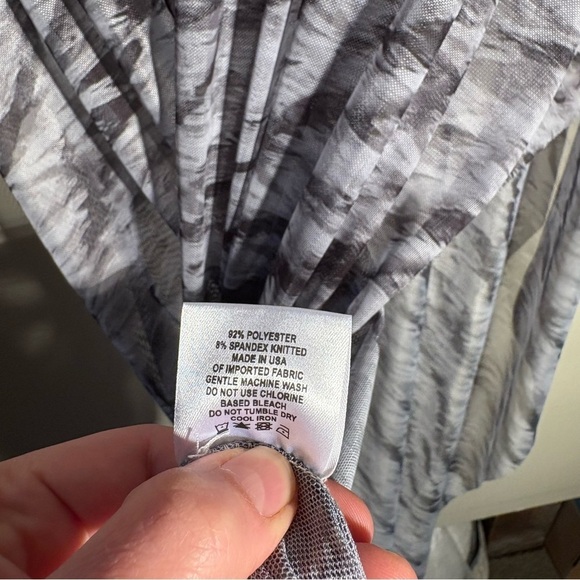 92% POLYESTER
8% SPANDEX KNITTED
MADE IN USA
OF IMPORTED FABRIC
GENTLE MACHINE WASH
DO NOT USE CHLORINE
BASED BLEACH
DO NOT TUMBLE DRY
COOL IRON